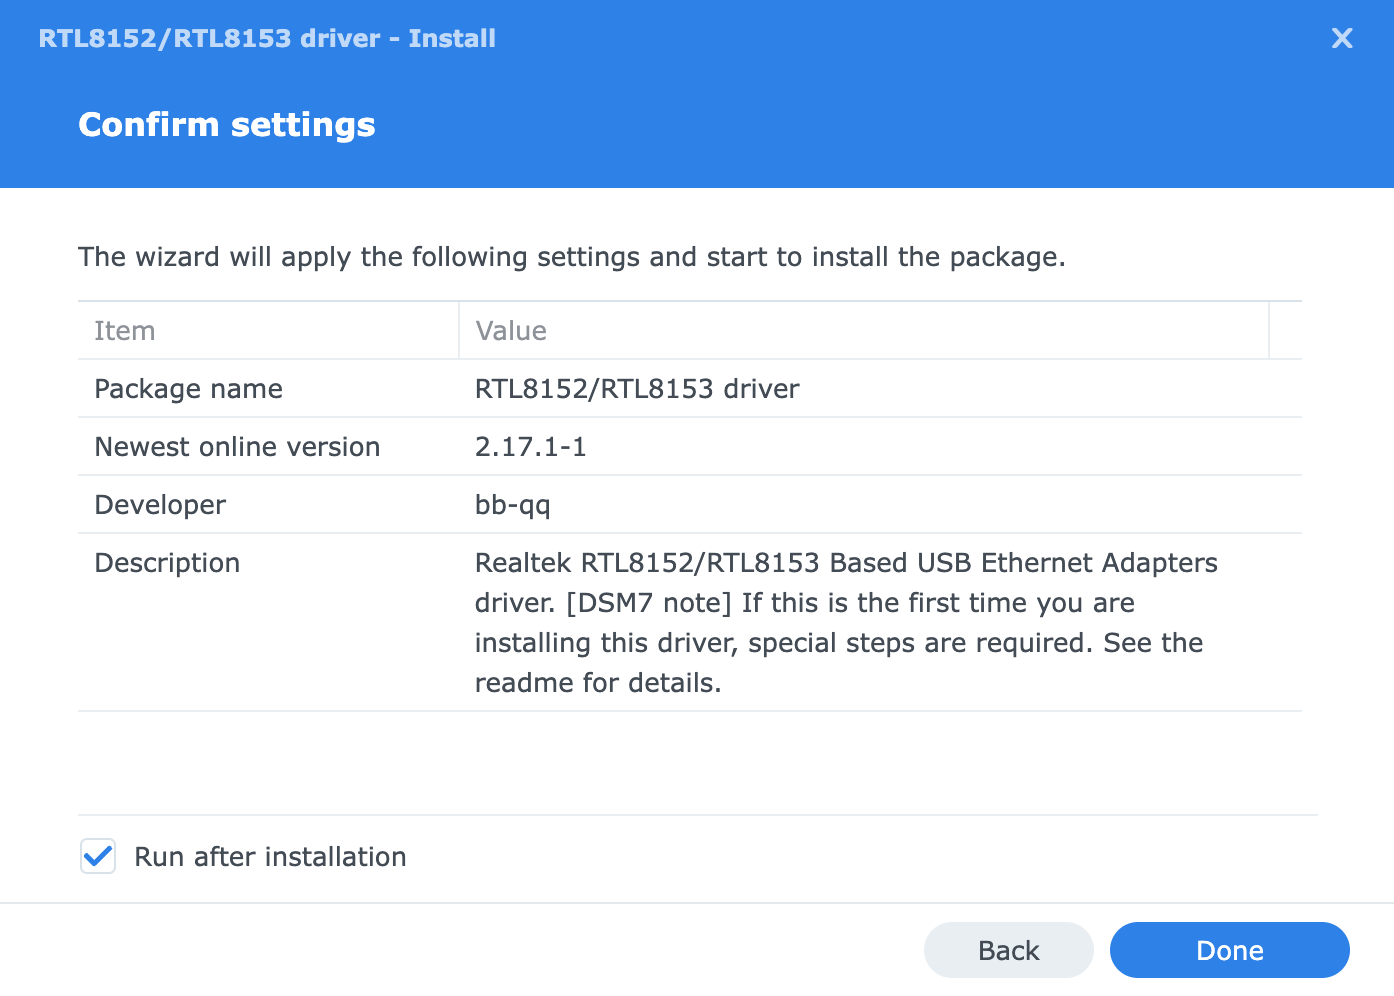 RTL8152/RTL8153 driver - Install
Confirm settings
The wizard will apply the following settings and start to install the package.
Item Value
Package name RTL8152/RTL8153 driver
Newest online version 2.17.1-1
Developer bb-qq
Description Realtek RTL8152/RTL8153 Based USB Ethernet Adapters
driver. [DSM7 note] If this is the first time you are
installing this driver, special steps are required. See the
readme for details.
Run after installation
Back Done